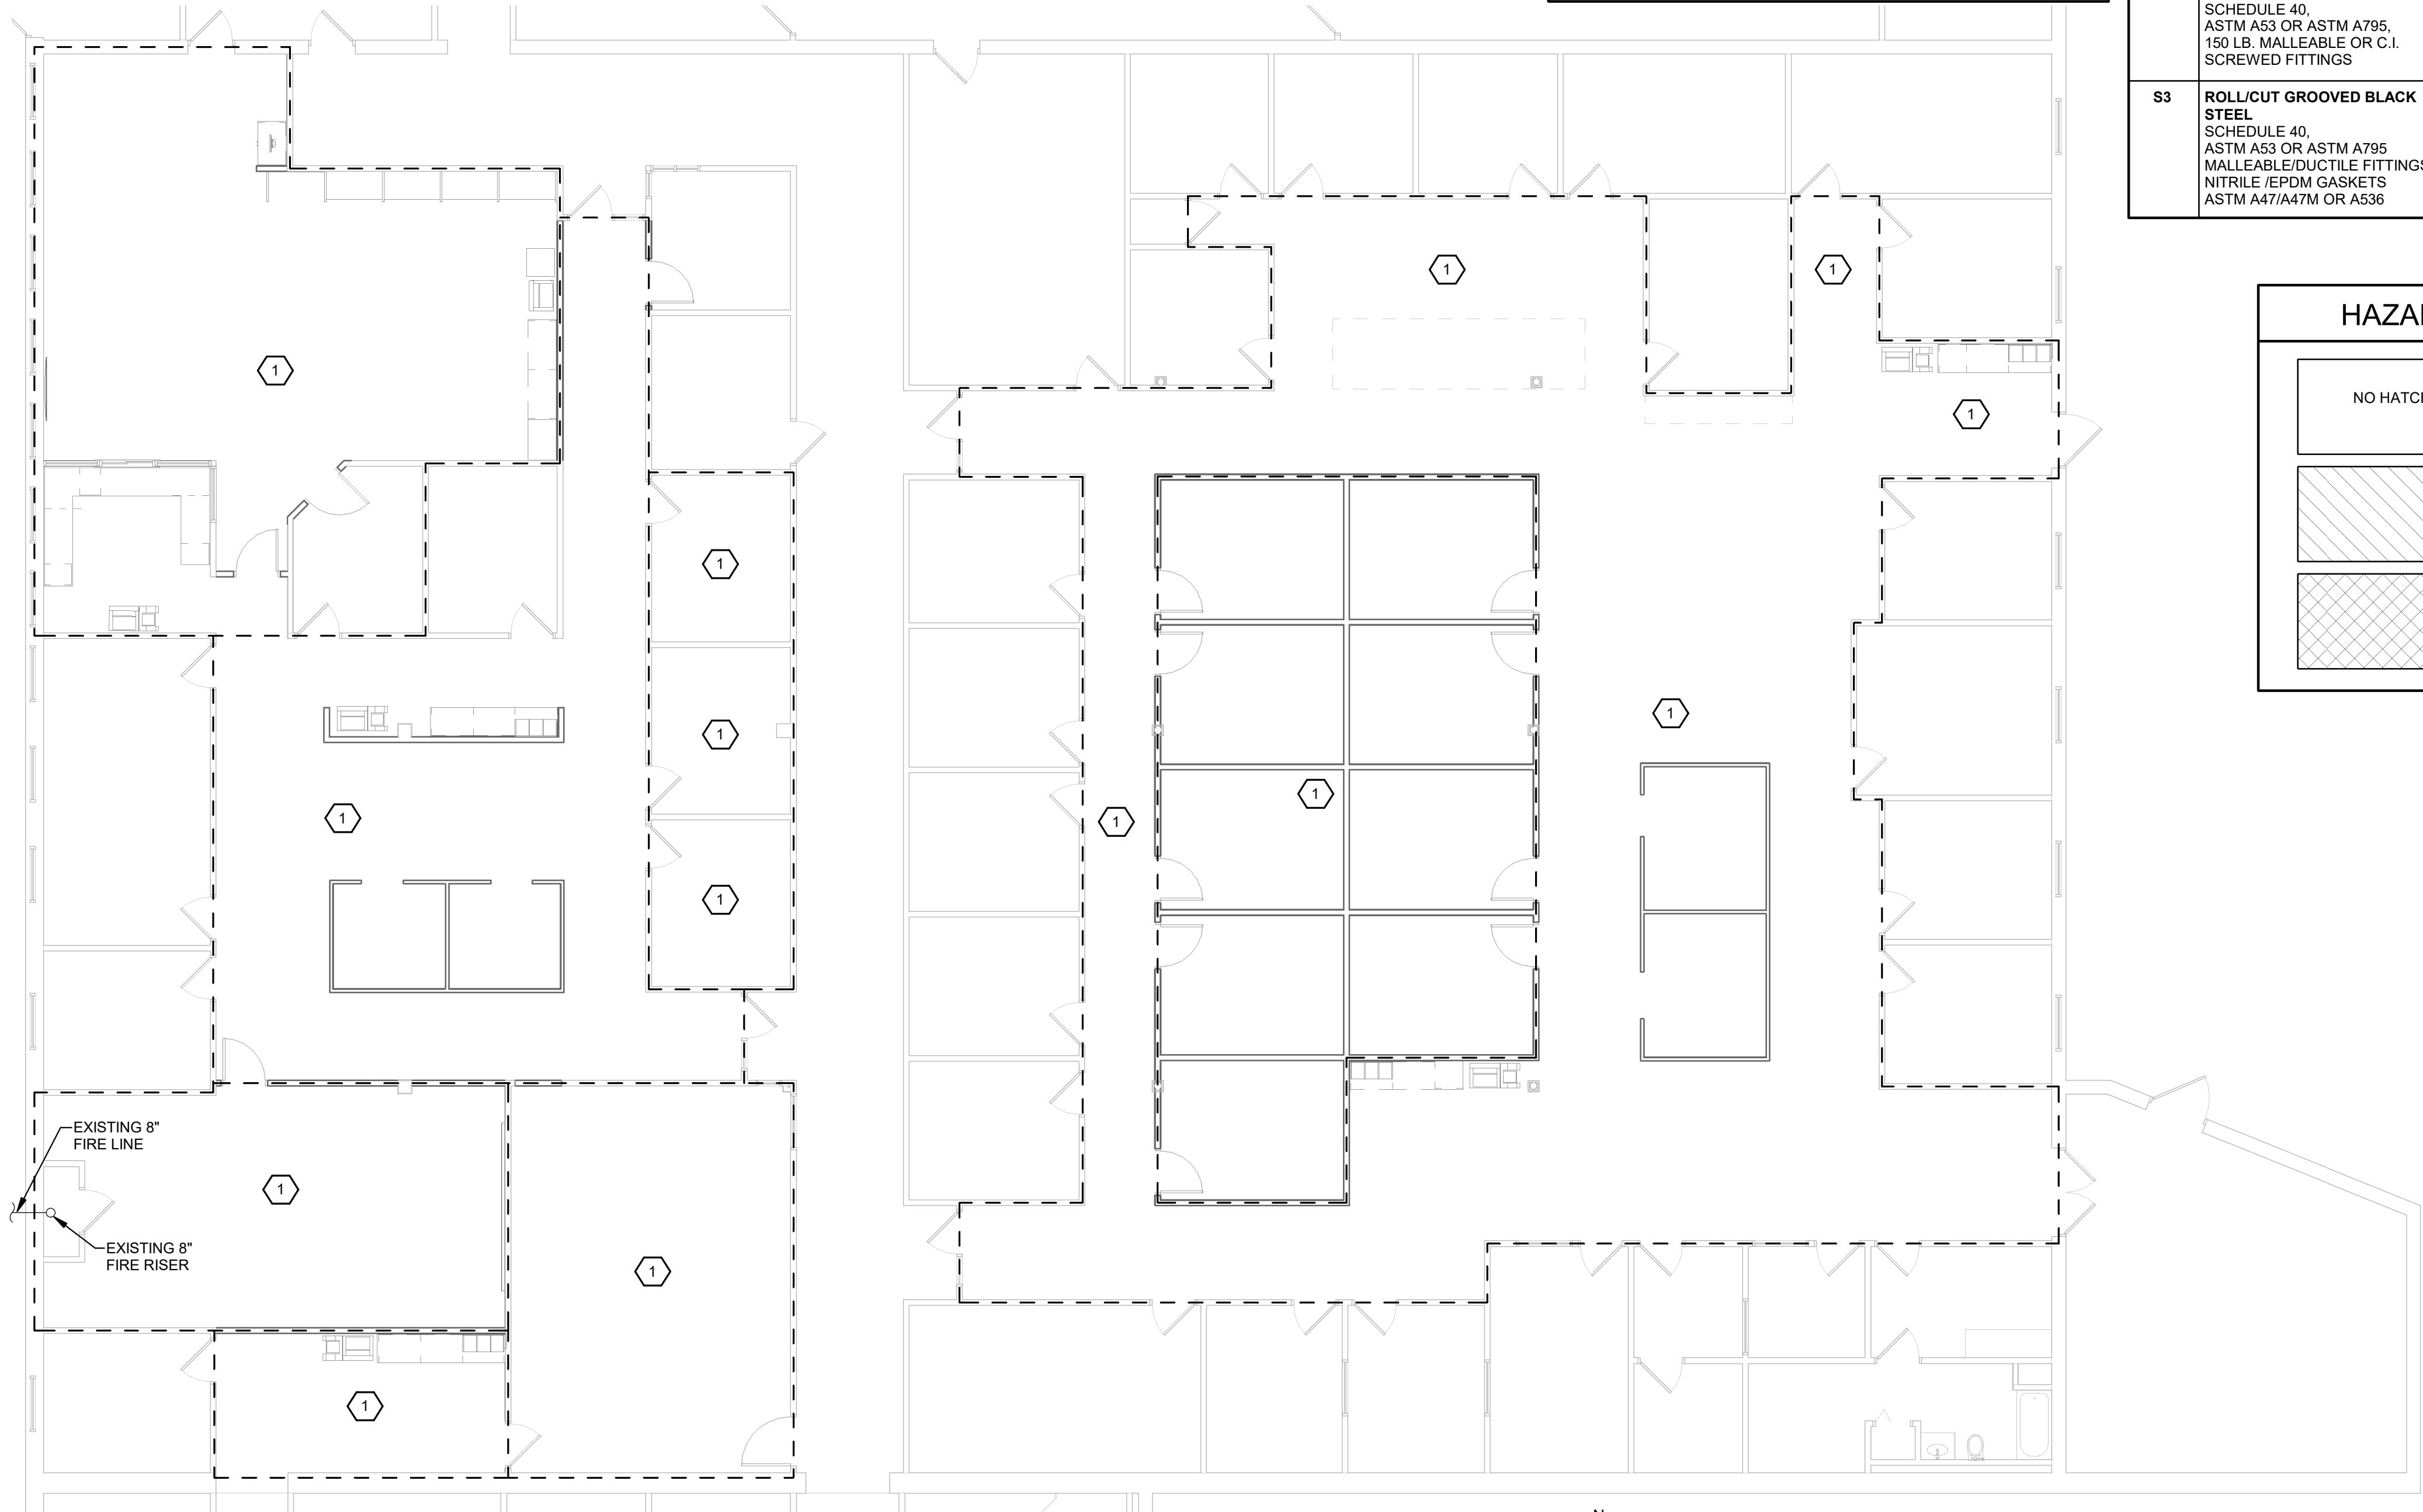 SCHEDULE 40,
ASTM A53 OR ASTM A795,
150 LB. MALLEABLE OR C.I.
SCREWED FITTINGS
S3
ROLL/CUT GROOVED BLACK
STEEL
SCHEDULE 40,
ASTM A53 OR ASTM A795
MALLEABLE/DUCTILE FITTINGS
NITRILE /EPDM GASKETS
ASTM A47/A47M OR A536
1
1
HAZA
1
NO HATC
1
1
1
1
1
1
1
1
1
EXISTING 8"
FIRE LINE
1
EXISTING 8"
FIRE RISER
1
1